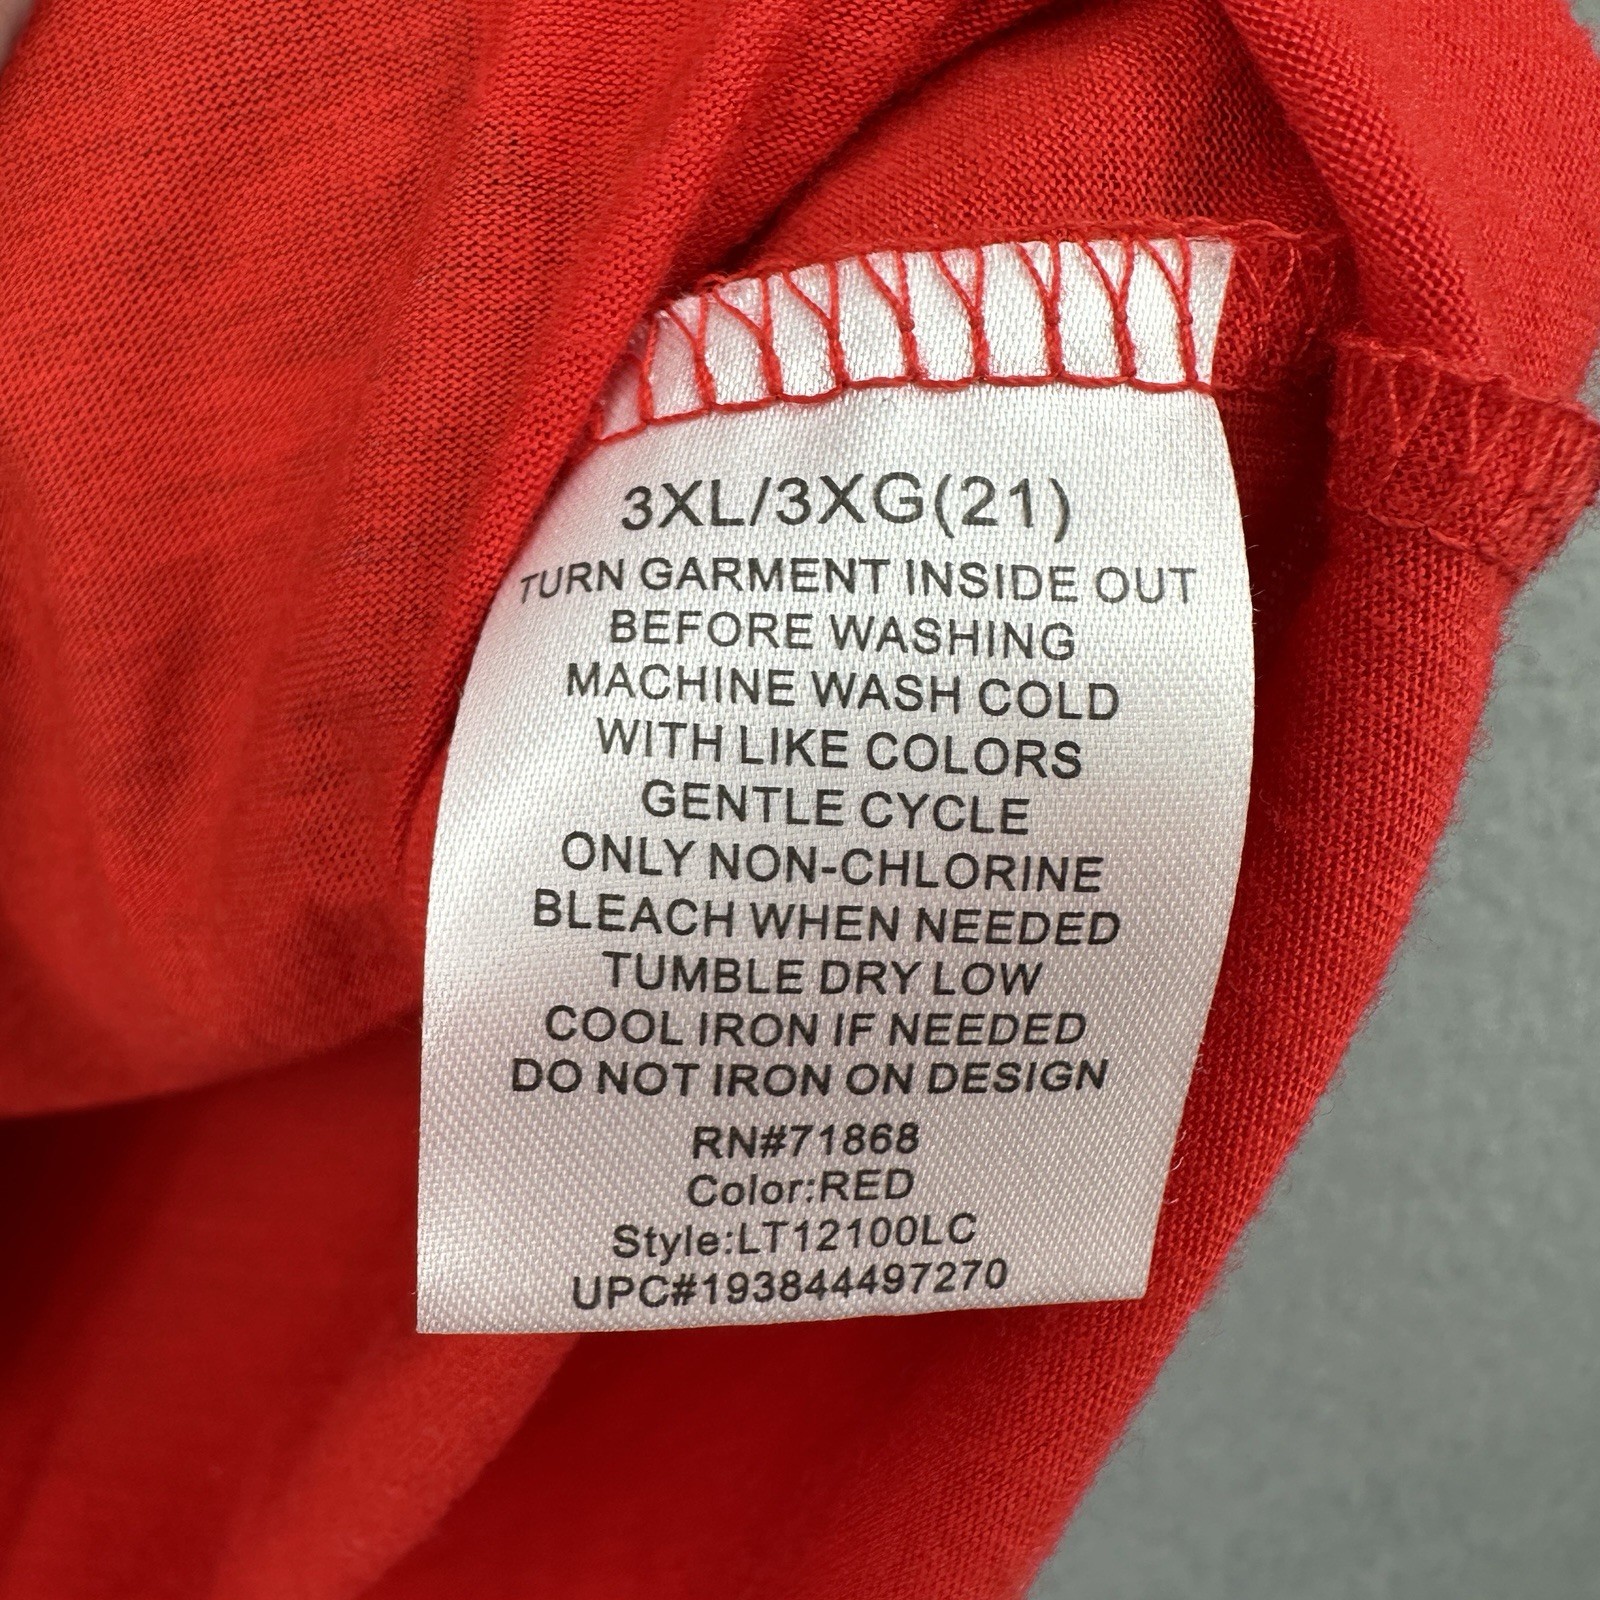 3XL/3XG(21)
TURN GARMENT INSIDE OUT
BEFORE WASHING
MACHINE WASH COLD
WITH LIKE COLORS
GENTLE CYCLE
ONLY NON-CHLORINE
BLEACH WHEN NEEDED
TUMBLE DRY LOW
COOL IRON IF NEEDED
DO NOT IRON ON DESIGN
RN#71868
Color:RED
Style:LT12100LC
UPC#193844497270